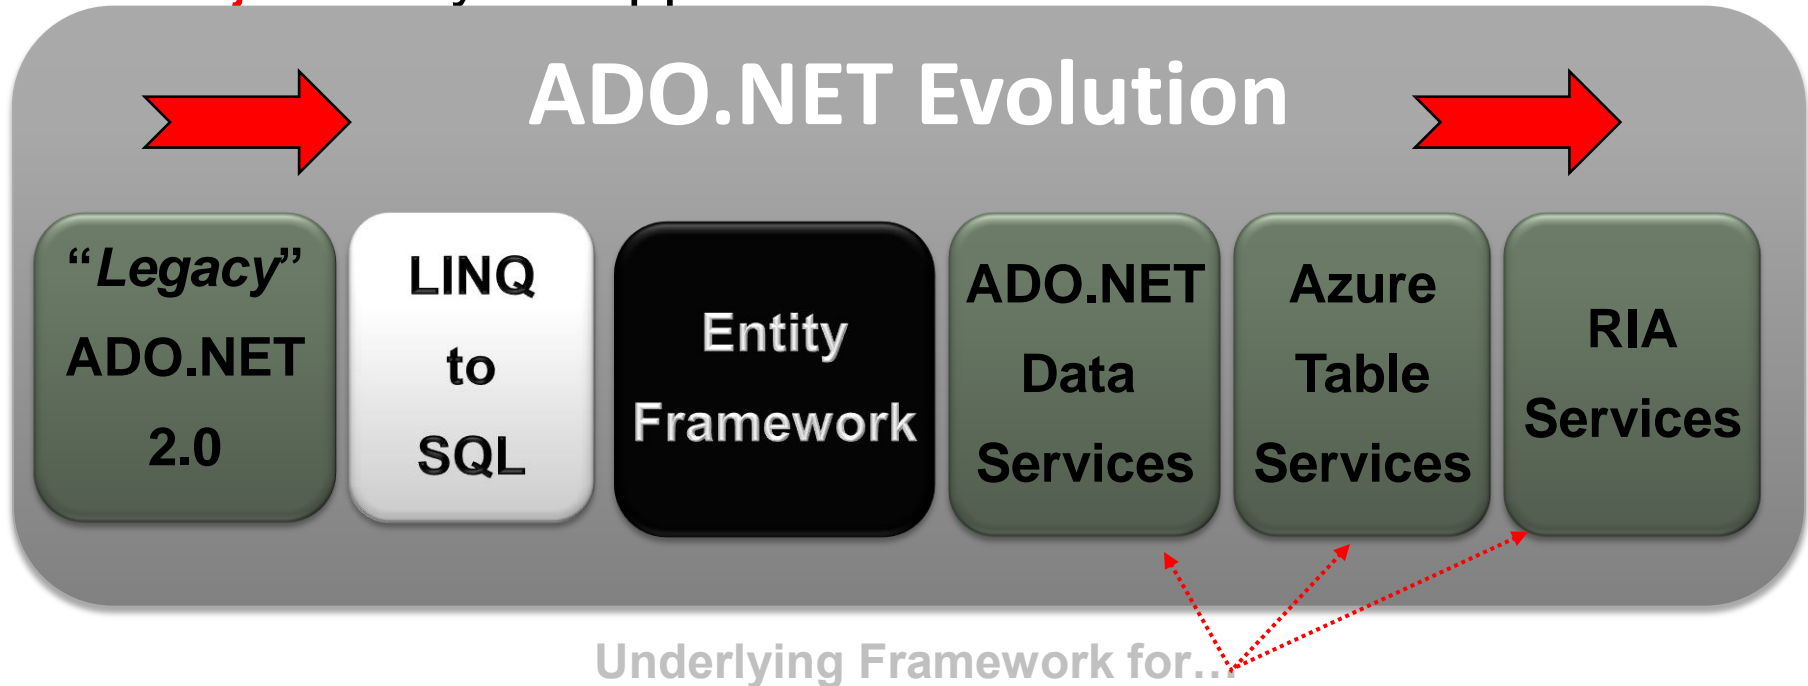 ADO.NET Evolution
“Legacy”
ADO.NET
2.0
LINQ
to
SQL
Entity
Framework
ADO.NET
Data
Services
Azure
Table
Services
RIA
Services
Underlying Framework for…